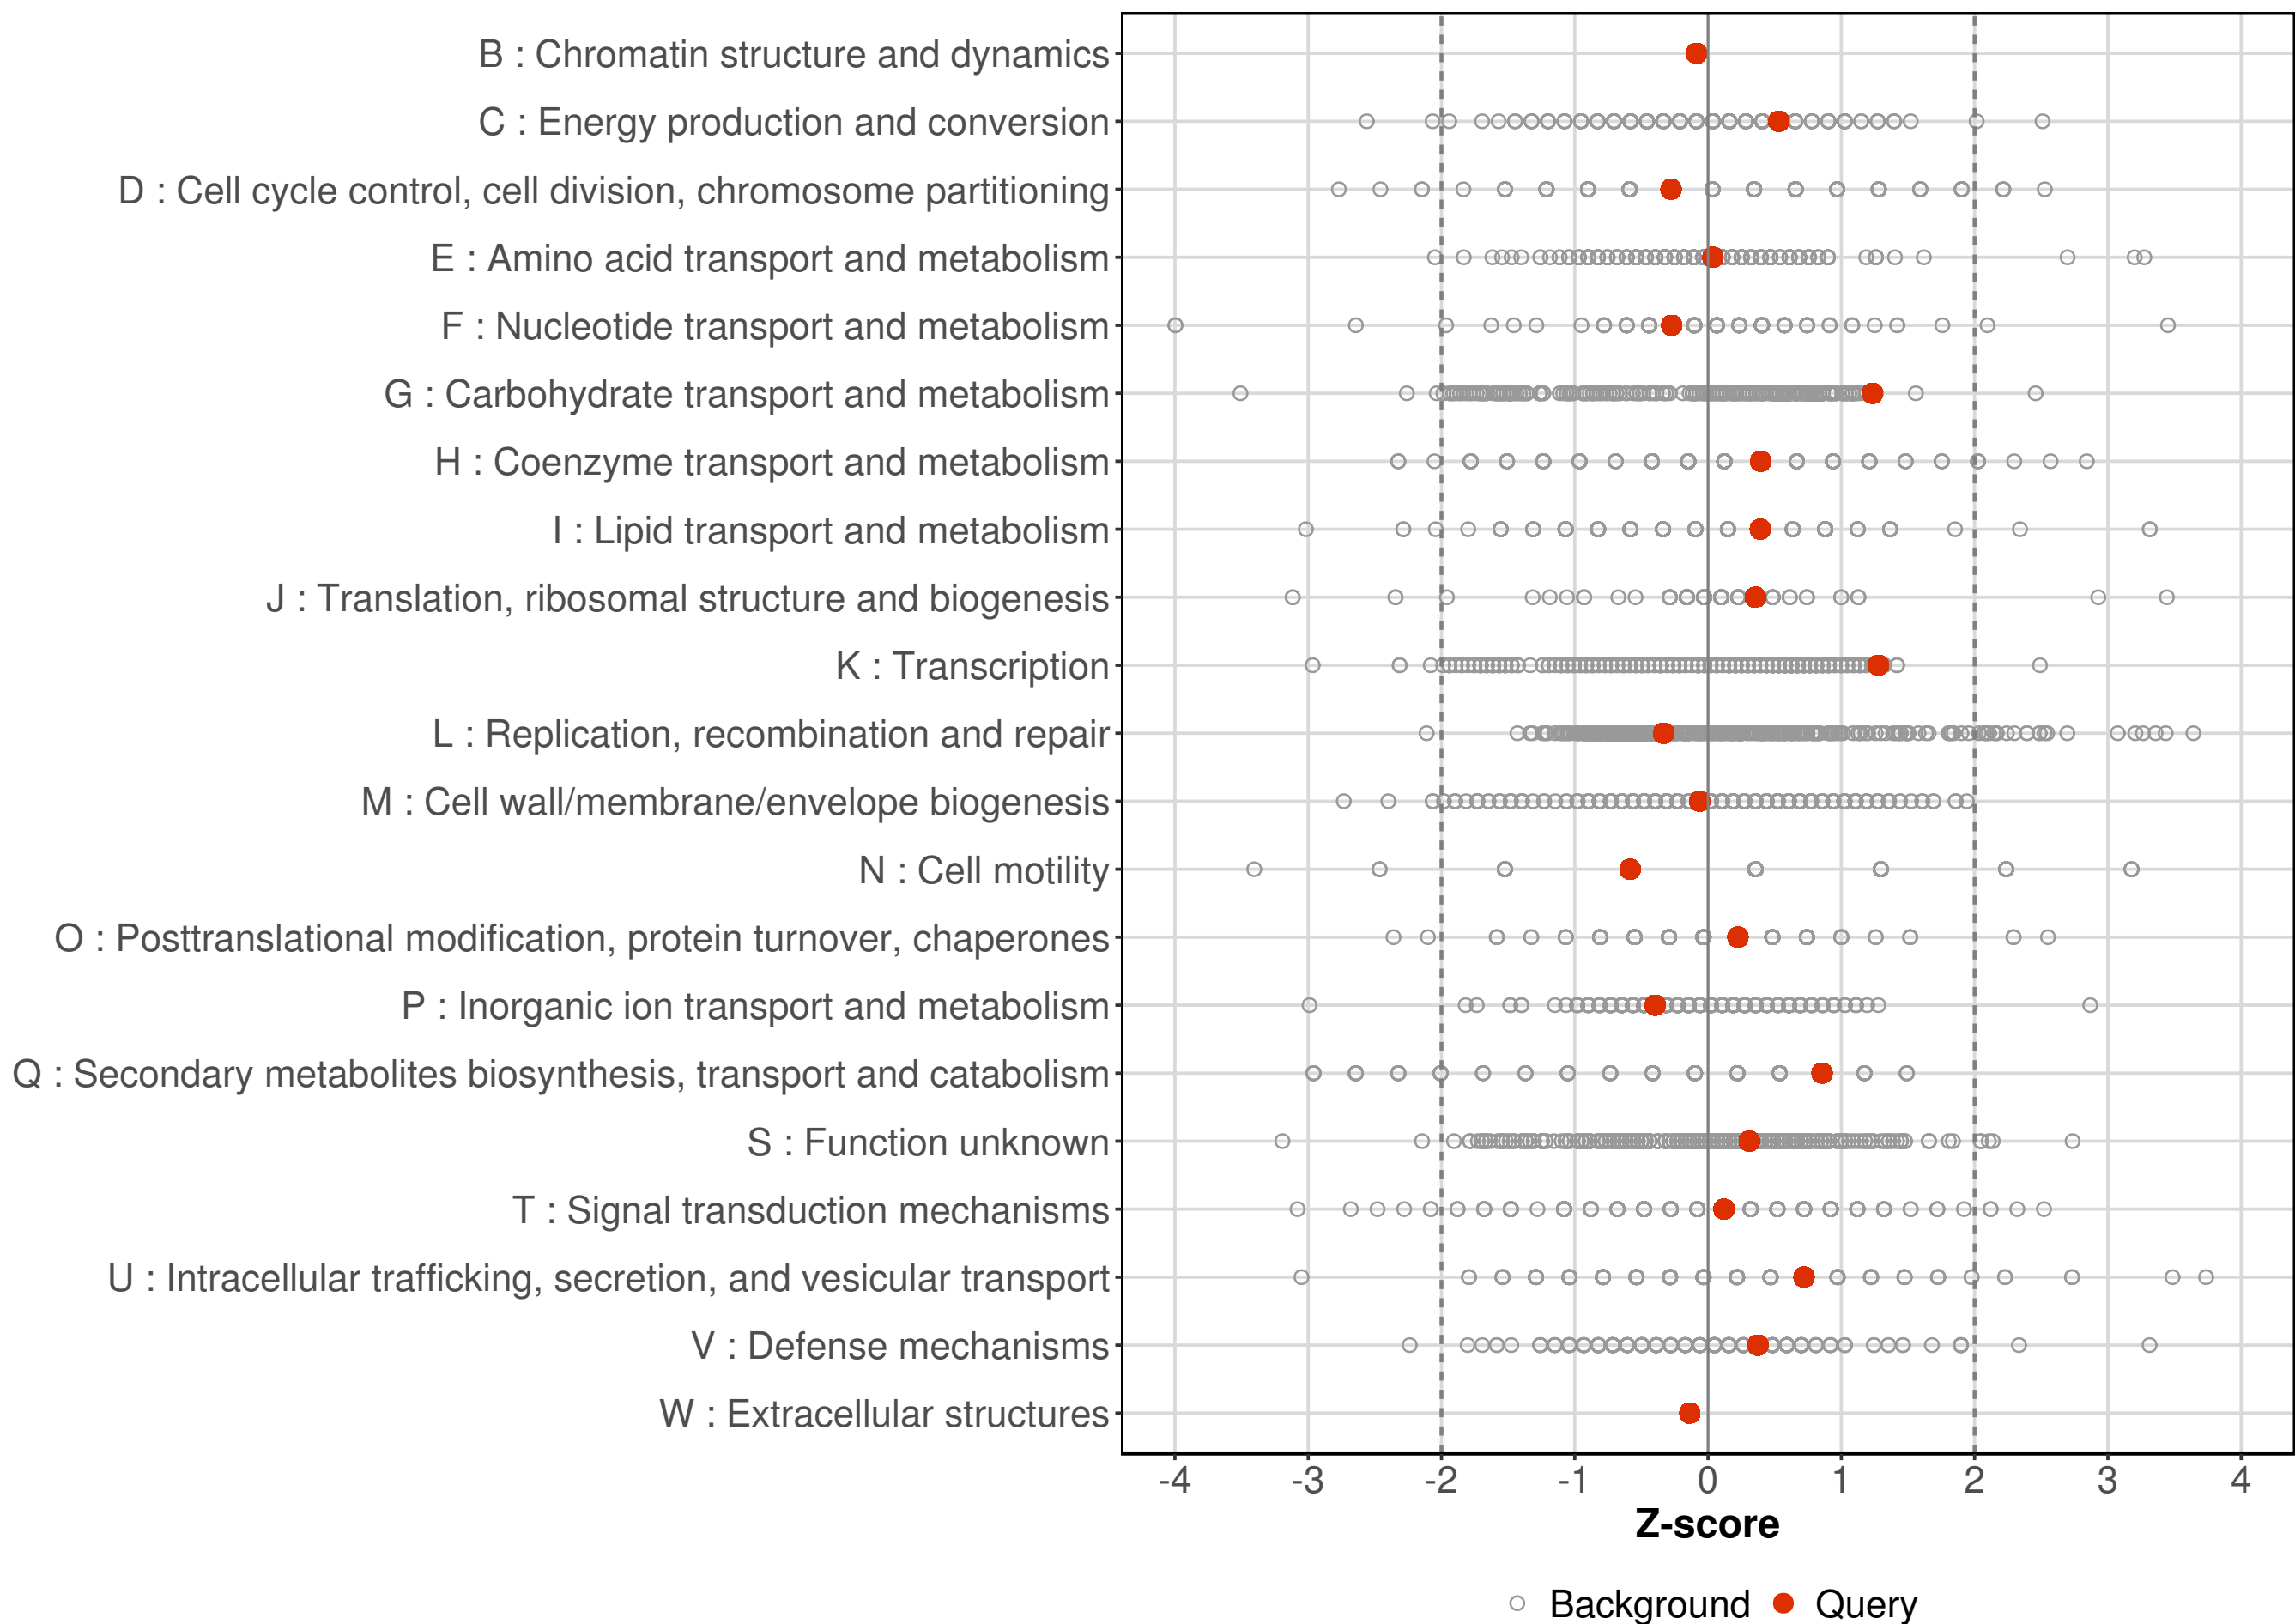 B : Chromatin structure and dynamics
C : Energy production and conversion
D : Cell cycle control, cell division, chromosome partitioning
E : Amino acid transport and metabolism
F : Nucleotide transport and metabolism
G : Carbohydrate transport and metabolism
H : Coenzyme transport and metabolism
I : Lipid transport and metabolism
J : Translation, ribosomal structure and biogenesis
K : Transcription
L : Replication, recombination and repair
M : Cell wall/membrane/envelope biogenesis
N : Cell motility
O : Posttranslational modification, protein turnover, chaperones
P : Inorganic ion transport and metabolism
Q : Secondary metabolites biosynthesis, transport and catabolism
S : Function unknown
T : Signal transduction mechanisms
U : Intracellular trafficking, secretion, and vesicular transport
V : Defense mechanisms
W : Extracellular structures
-4 -3 -2 -1 0 1 2 3 4
Z-score
Background Query